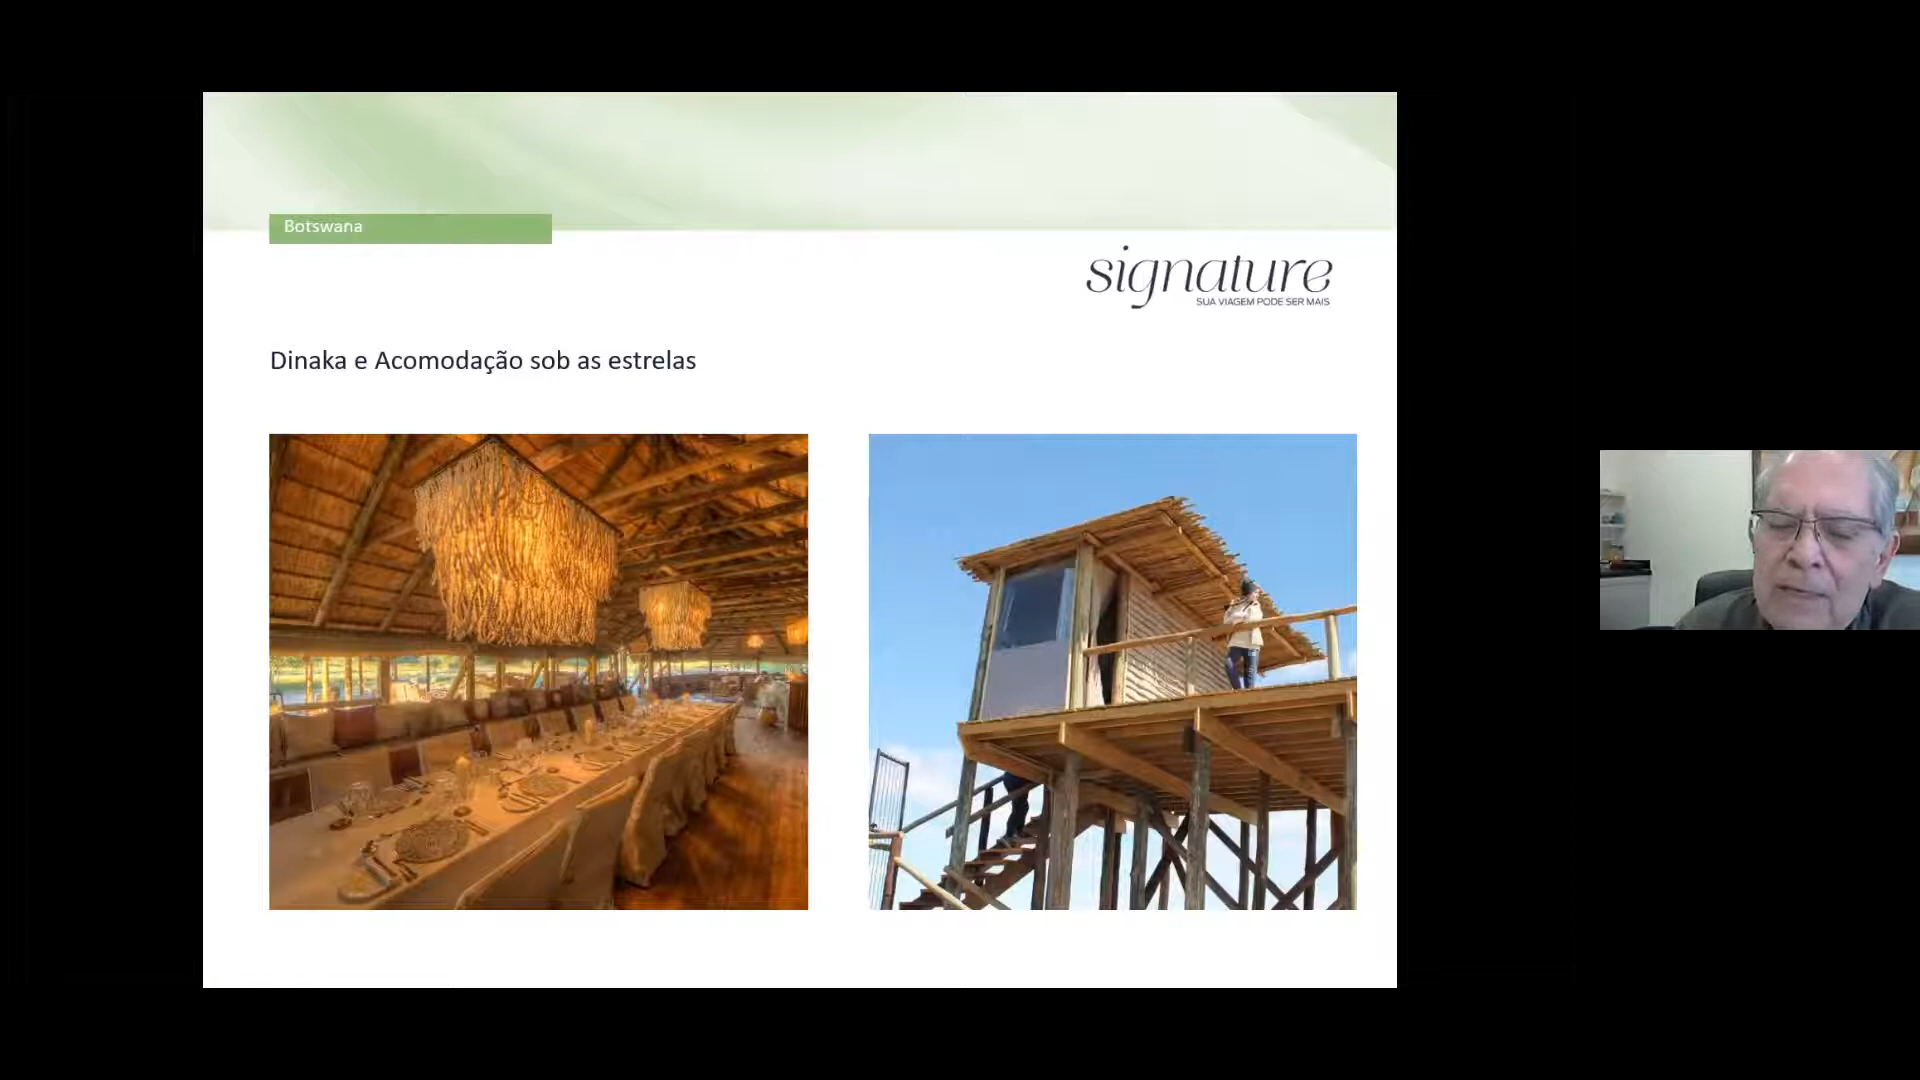 Botswana
signature
SUA VIAGEM PODE SER MAIS
Dinaka e Acomodação sob as estrelas